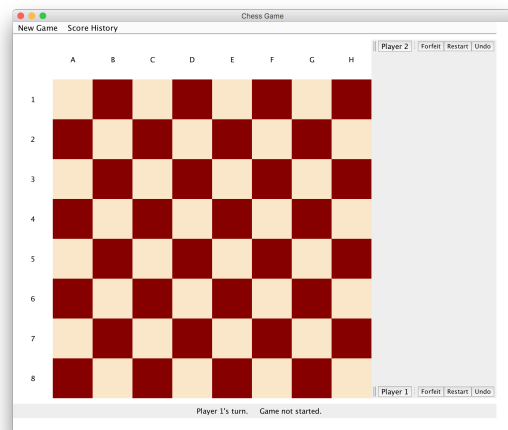 Chess Game
New Game Score History
Player 2 Forfeit Restart Undo
A B C D E F G H
1
2
3
4
5
6
7
8
Player 1 Forfeit Restart Undo
Player 1's turn. Game not started.